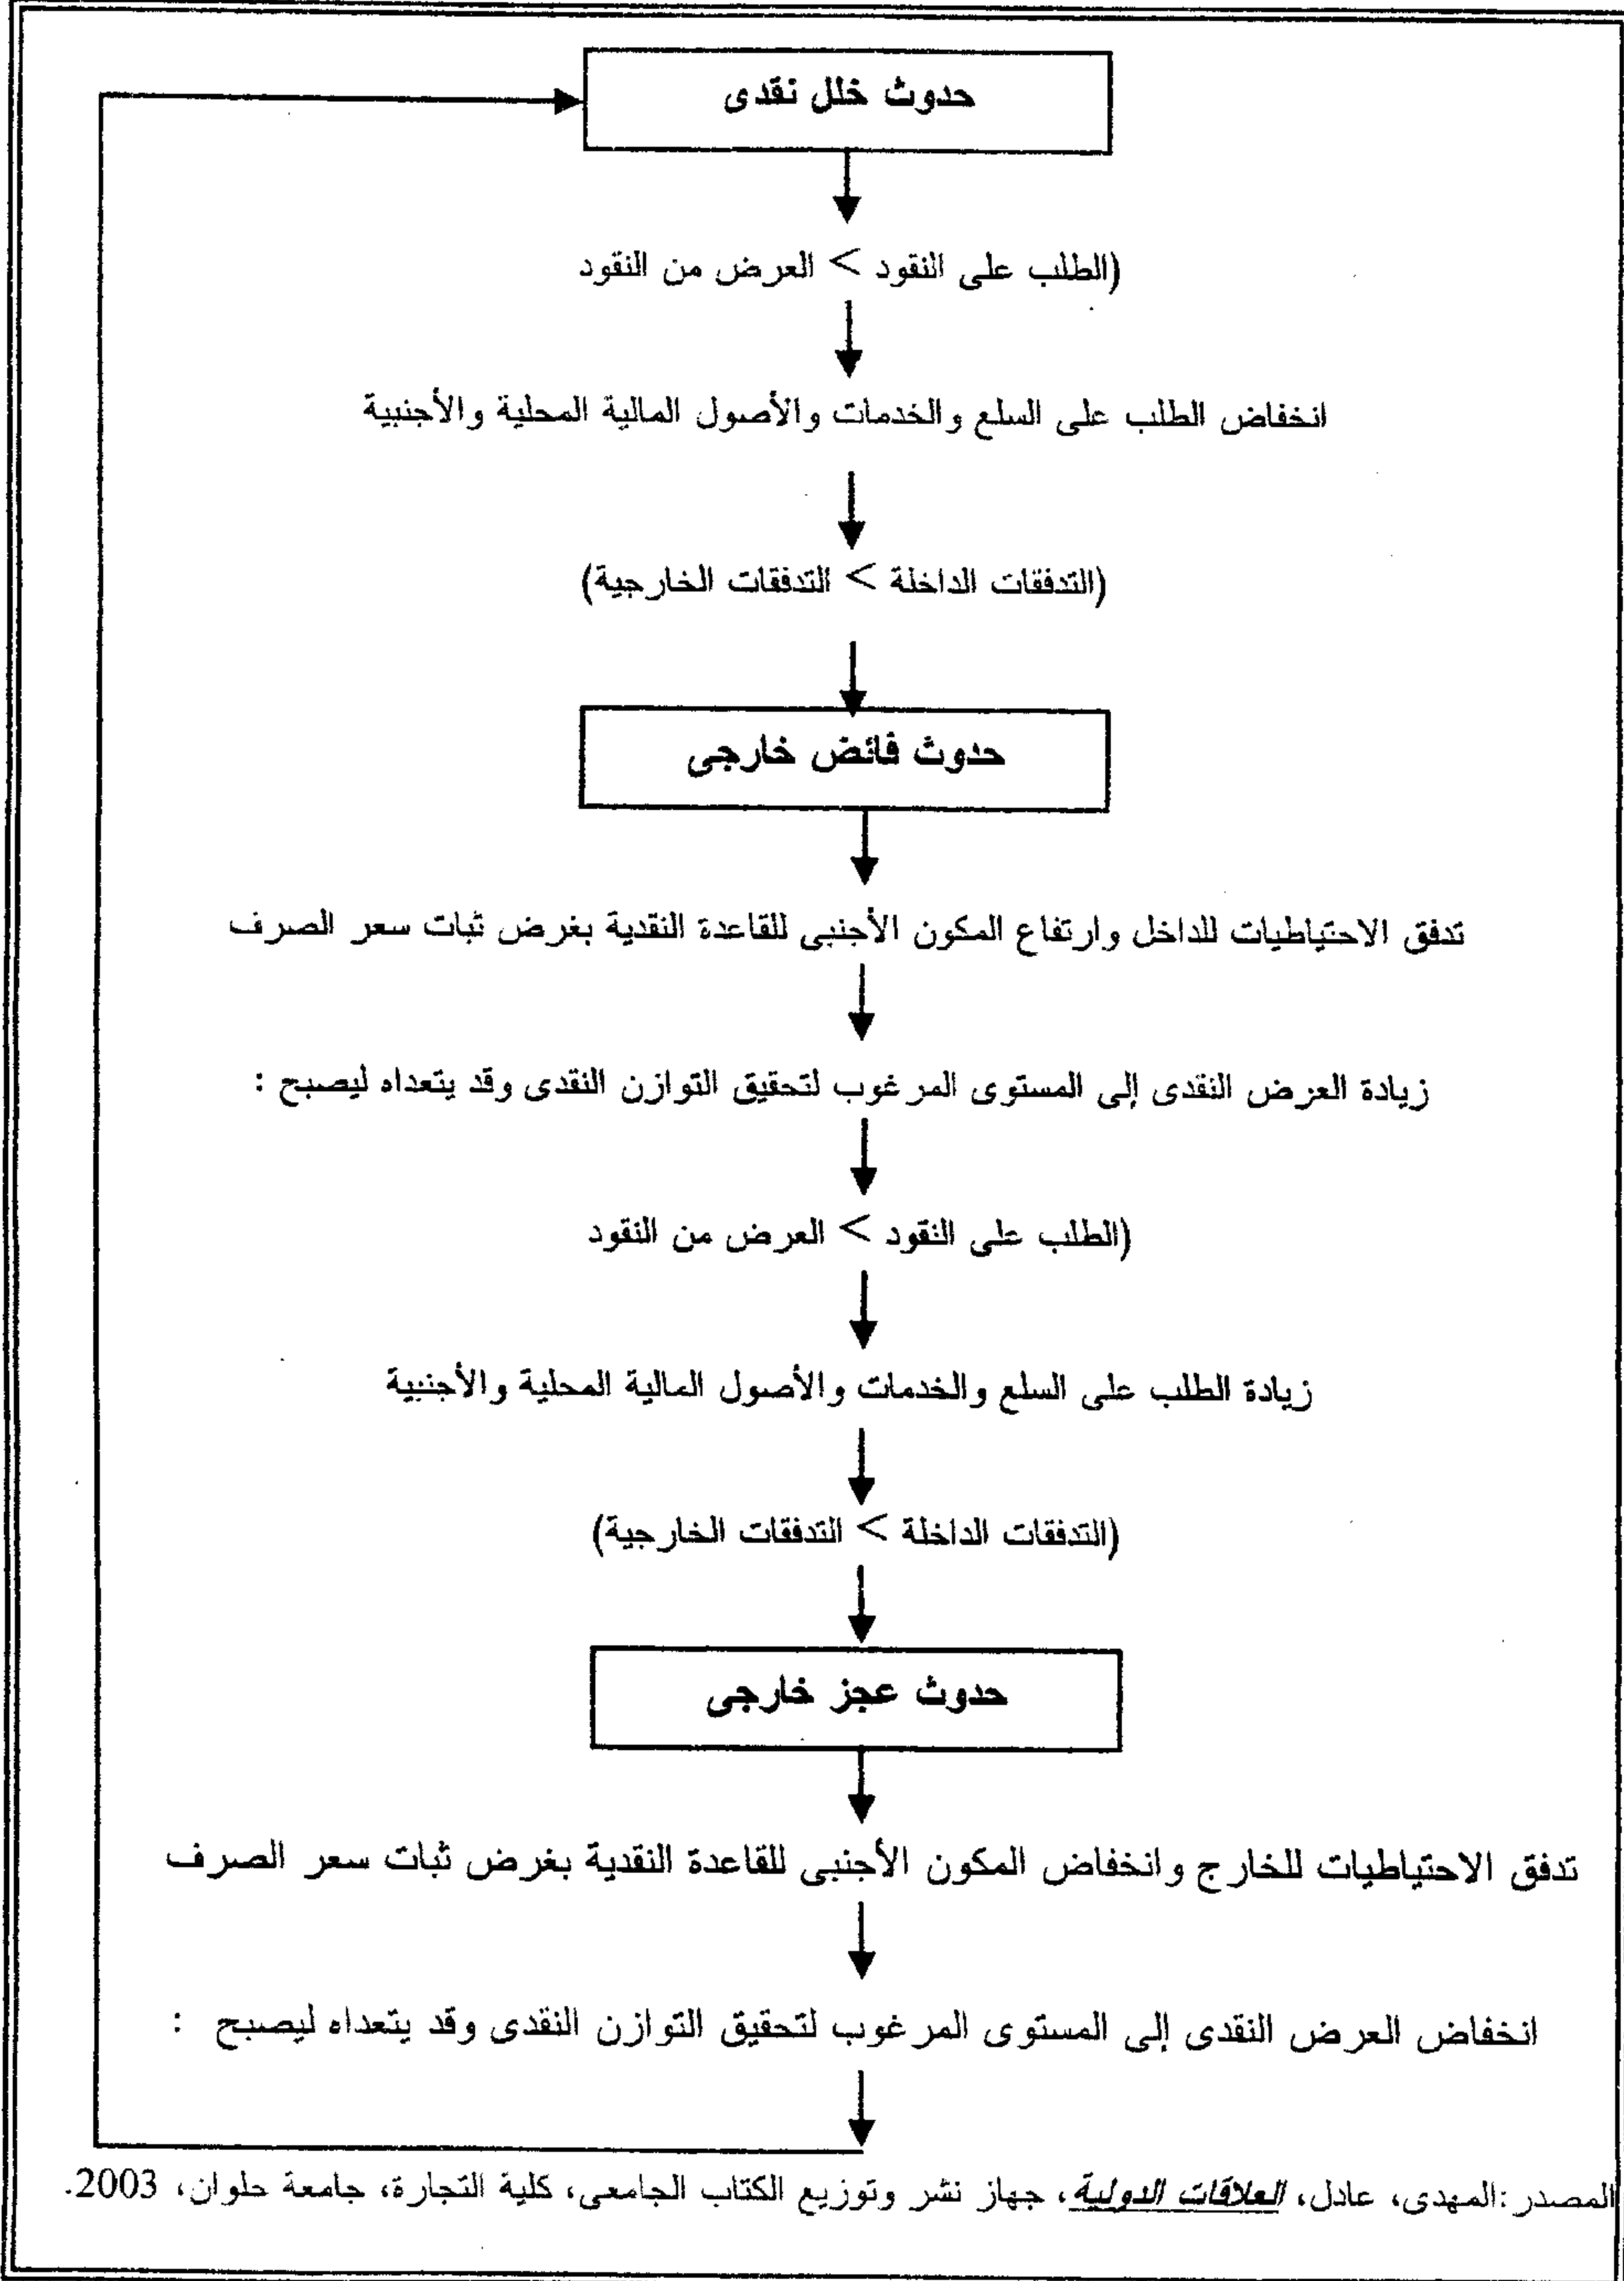 حدوث خلل نقدى
(الطلب على النقود > العرض من النقود
انخفاض الطلب على السلع والخدمات والأصول المالية المحلية والأجنبية
(التدفقات الداخلة > التدفقات الخارجية)
حدوث فائض خارجى
تدفق الاحتياطيات للداخل وارتفاع المكون الأجنبى للقاعدة النقدية بغرض ثبات سعر الصرف
زيادة العرض النقدى إلى المستوى المرغوب لتحقيق التوازن النقدى وقد يتعداه ليصبح :
(الطلب على النقود > العرض من النقود
زيادة الطلب على السلع والخدمات والأصول المالية المحلية والأجنبية
(التدفقات الداخلة > التدفقات الخارجية)
حدوث عجز خارجى
تدفق الاحتياطيات للخارج وانخفاض المكون الأجنبى للقاعدة النقدية بغرض ثبات سعر الصرف
انخفاض العرض النقدى إلى المستوى المرغوب لتحقيق التوازن النقدى وقد يتعداه ليصبح :
المصدر:المهدى، عادل، العلاقات الدولية، جهاز نشر وتوزيع الكتاب الجامعى، كلية التجارة، جامعة حلوان، 2003.